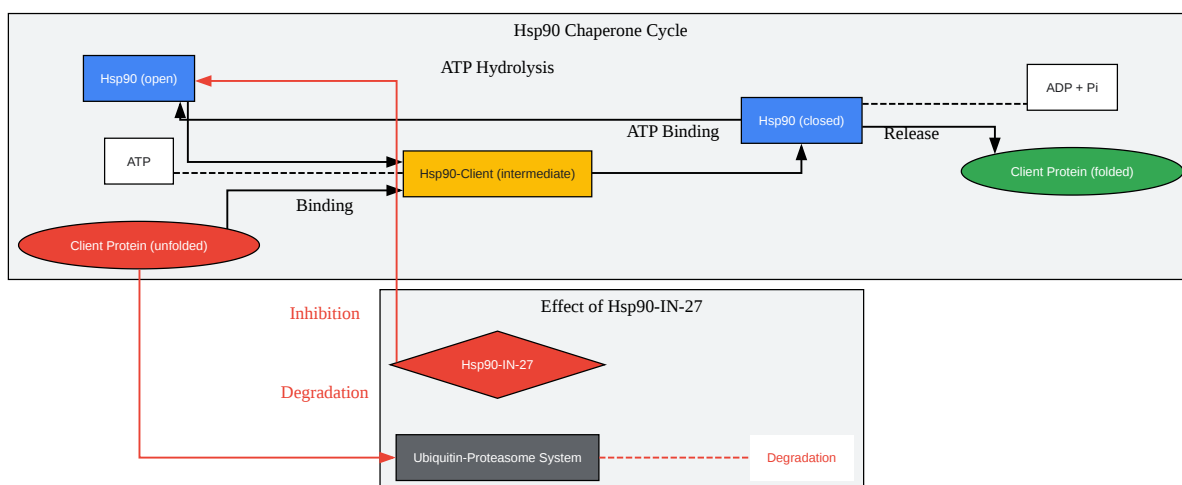 Hsp90 Chaperone Cycle
Hsp90 (open)
ATP Hydrolysis
ADP + Pi
Hsp90 (closed)
ATP Binding
Release
ATP
Hsp90-Client (intermediate)
Client Protein (folded)
Binding
Client Protein (unfolded)
Effect of Hsp90-IN-27
Inhibition
Hsp90-IN-27
Degradation
Ubiquitin-Proteasome System
Degradation